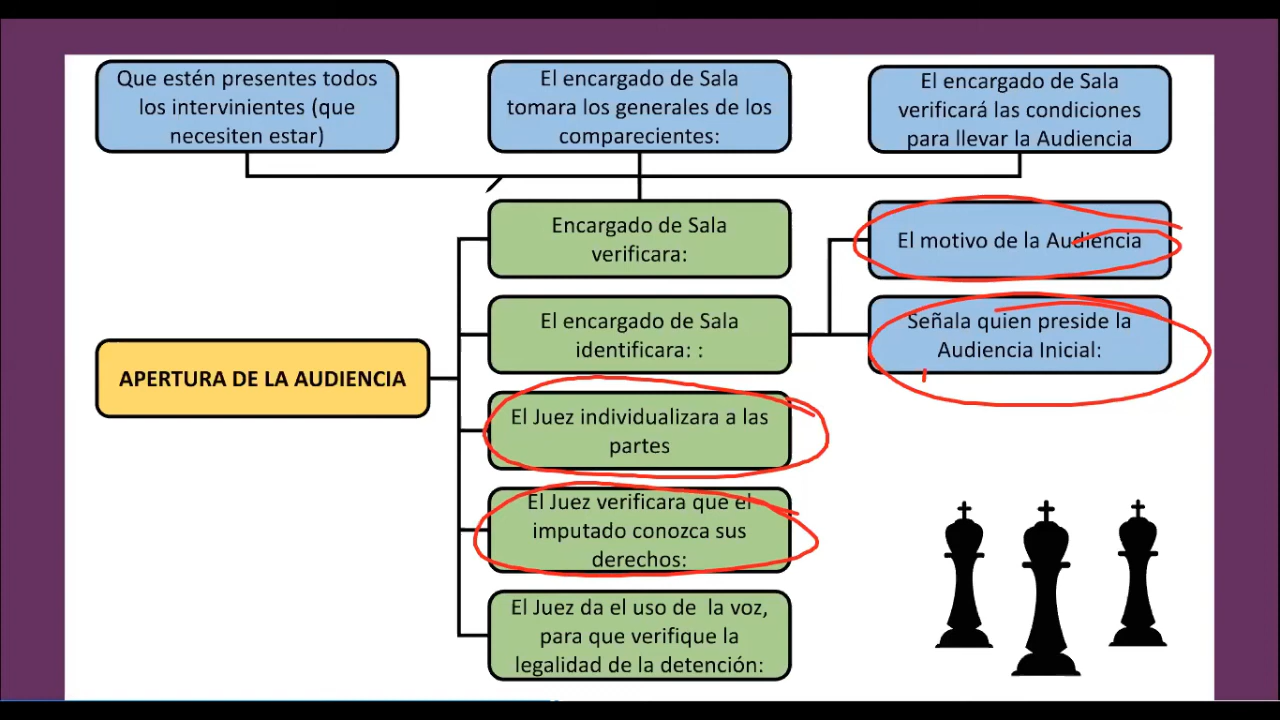 Que estén presentes todos
los intervinientes (que
necesiten estar)
El encargado de Sala
tomara los generales de los
comparecientes:
El encargado de Sala
verificará las condiciones
para llevar la Audiencia
Encargado de Sala
verificara:
El motivo de la Audiencia
El encargado de Sala
identificara: :
Señala quien preside la
Audiencia Inicial:
APERTURA DE LA AUDIENCIA
El Juez individualizara a las
partes
El Juez verificara que el
imputado conozca sus
derechos:
El Juez da el uso de la voz,
para que verifique la
legalidad de la detención: